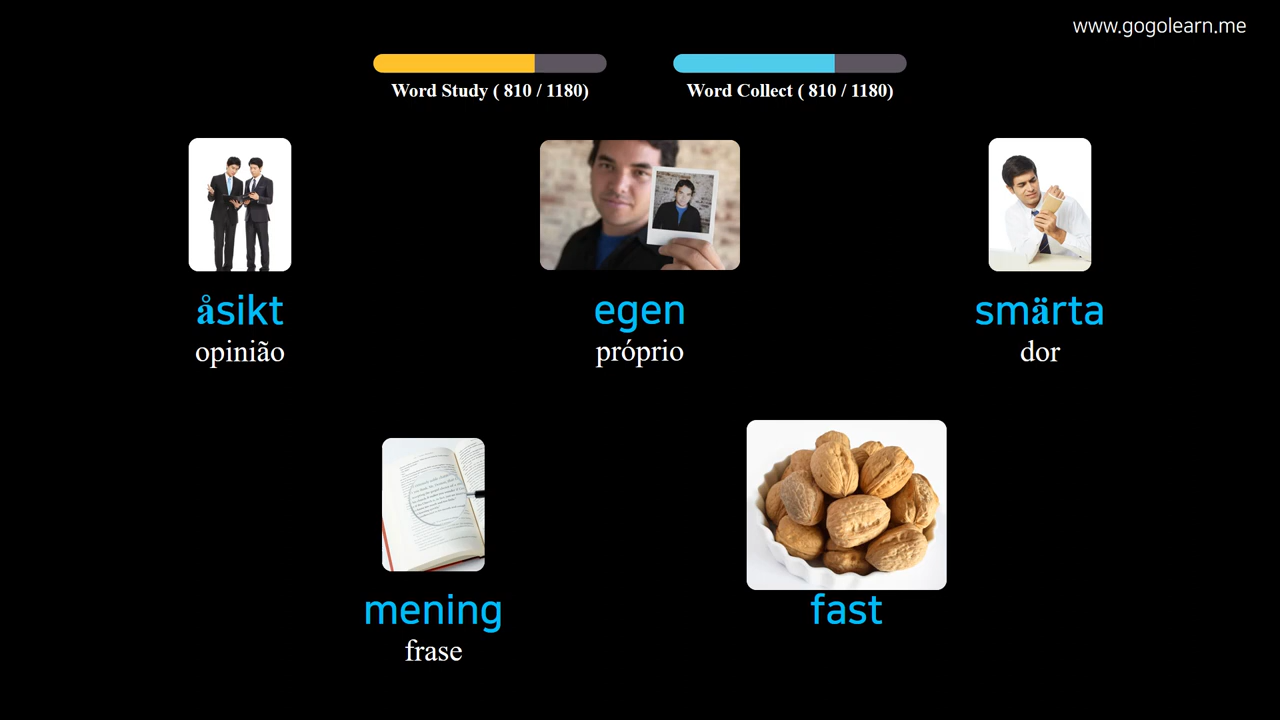 www.gogolearn.me
Word Study ( 810 / 1180)
Word Collect ( 810 / 1180)
åsikt
opinião
egen
próprio
smärta
dor
mening
frase
fast